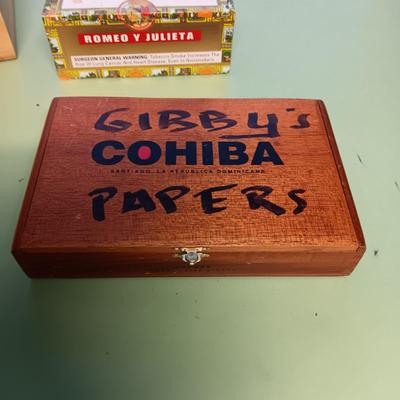 ROMEO Y JULIETA
SURGEON GENERAL WARNING: Tobacco Smoke Increases The
Risk Of Lung Cancer And Heart Disease, Even In Nonsmokers.
GIBBY's
COHIBA
SANTIAGO, LA REPUBLICA DOMINICANA
PAPERS